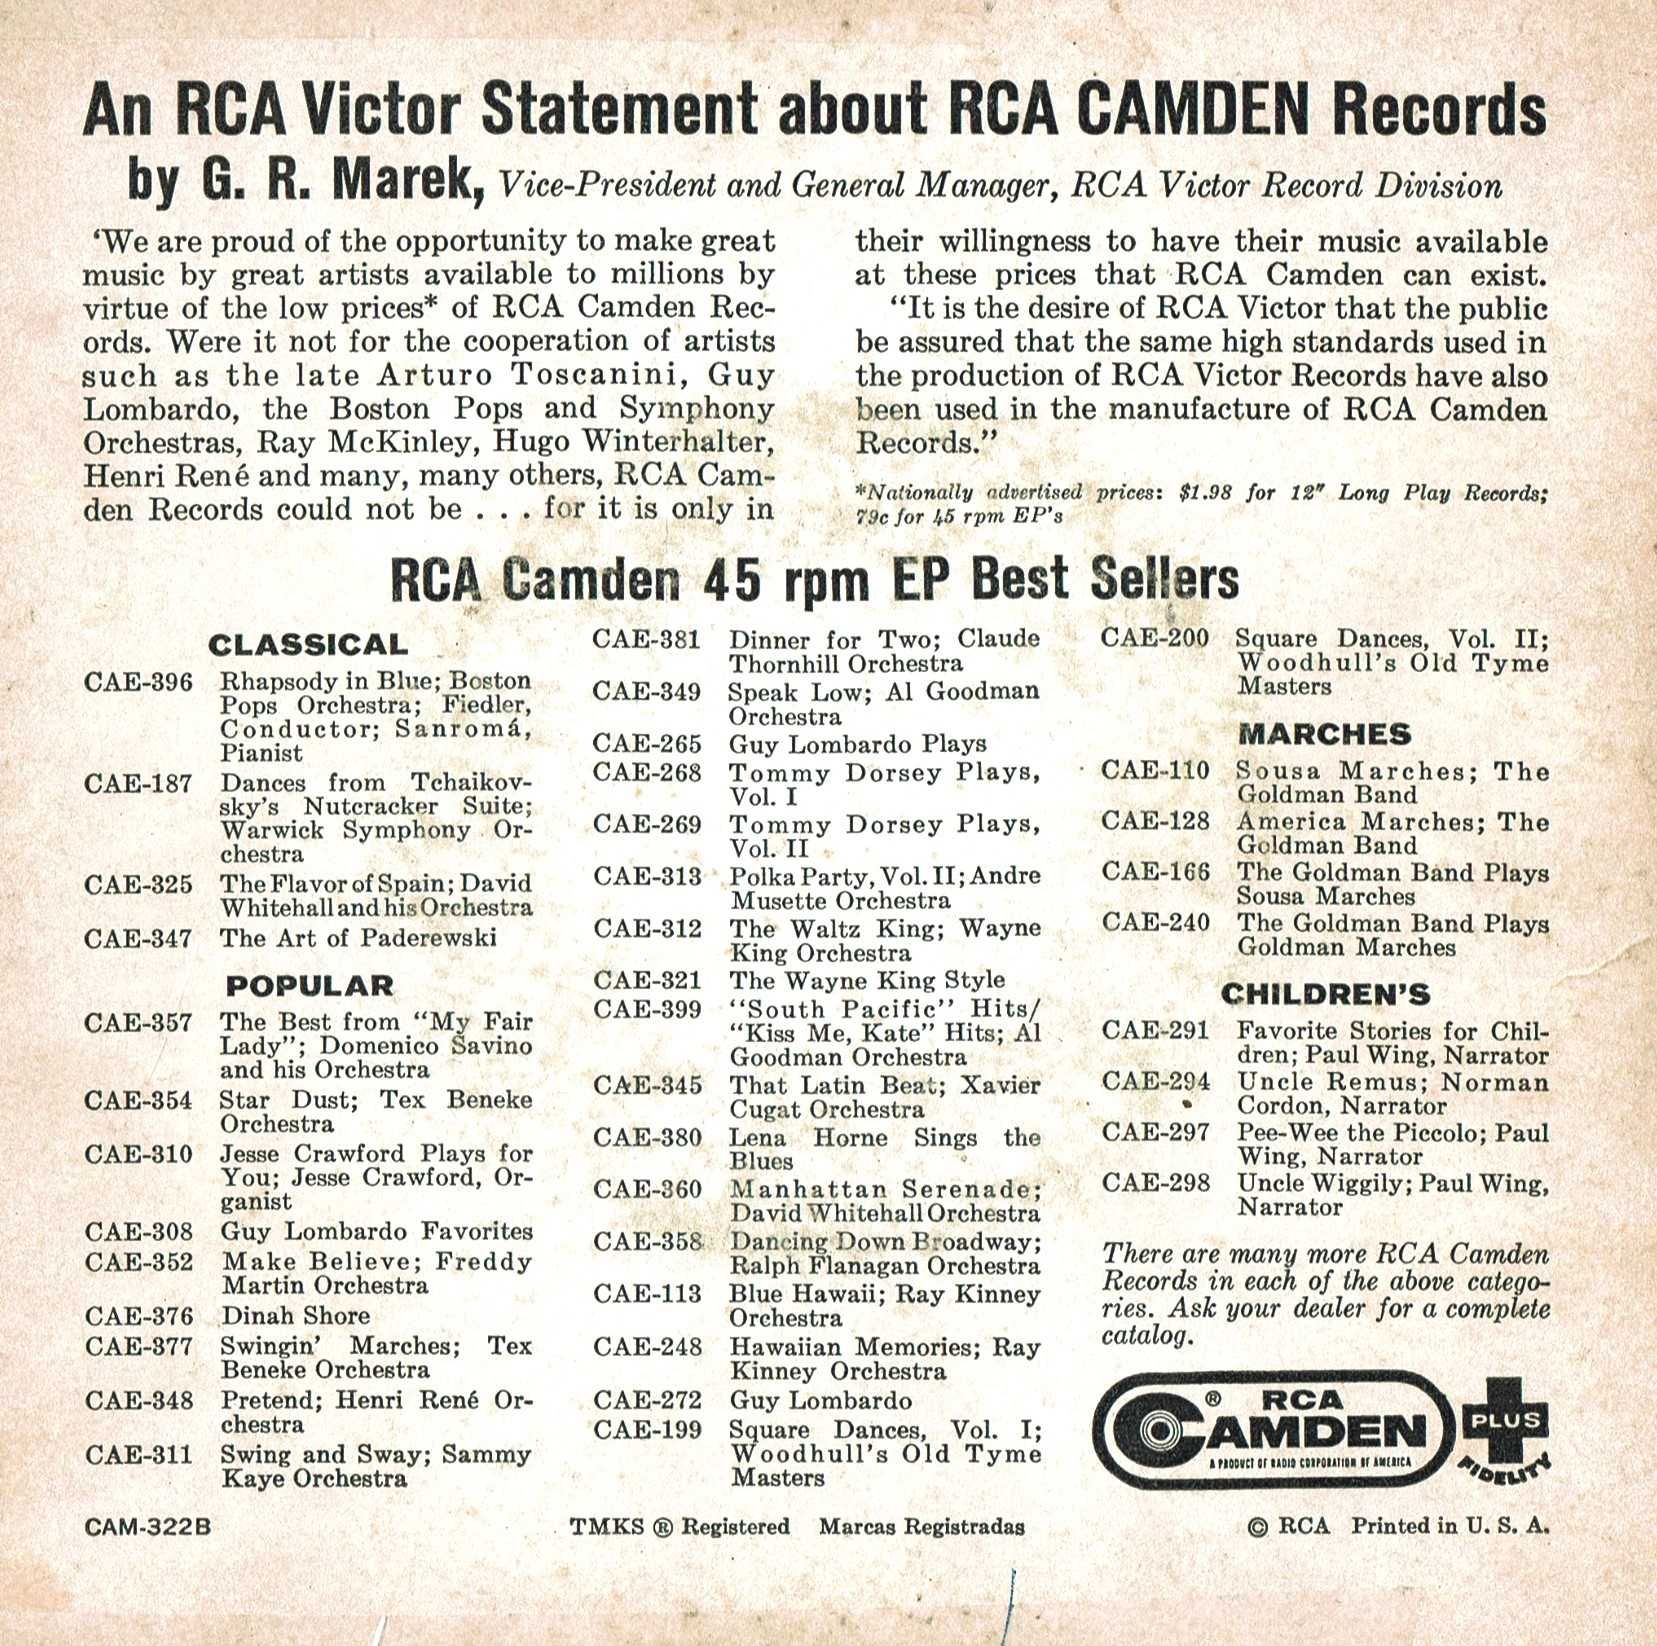 An RCA Victor Statement about RCA CAMDEN Records
by G. R. Marek, Vice-President and General Manager, RCA Victor Record Division
‘We are proud of the opportunity to make great
music by great artists available to millions by
virtue of the low prices* of RCA Camden Rec-
ords. Were it not for the cooperation of artists
such as the late Arturo Toscanini, Guy
Lombardo, the Boston Pops and Symphony
Orchestras, Ray McKinley, Hugo Winterhalter,
Henri René and many, many others, RCA Cam-
den Records could not be . . . for it is only in
their willingness to have their music available
at these prices that RCA Camden can exist.
“It is the desire of RCA Victor that the public
be assured that the same high standards used in
the production of RCA Victor Records have also
been used in the manufacture of RCA Camden
Records.”
*Nationally advertised prices: $1.98 for 12" Long Play Records;
79c for 45 rpm EP's
RCA Camden 45 rpm EP Best Sellers
CLASSICAL
CAE-396 Rhapsody in Blue; Boston
Pops Orchestra; Fiedler,
Conductor; Sanromá,
Pianist
CAE-187 Dances from Tchaikov-
sky's Nutcracker Suite;
Warwick Symphony Or-
chestra
CAE-325 The Flavor of Spain; David
Whitehall and his Orchestra
CAE-347 The Art of Paderewski
POPULAR
CAE-357 The Best from “My Fair
Lady”; Domenico Savino
and his Orchestra
CAE-354 Star Dust; Tex Beneke
Orchestra
CAE-310 Jesse Crawford Plays for
You; Jesse Crawford, Or-
ganist
CAE-308 Guy Lombardo Favorites
CAE-352 Make Believe; Freddy
Martin Orchestra
CAE-376 Dinah Shore
CAE-377 Swingin' Marches; Tex
Beneke Orchestra
CAE-348 Pretend; Henri René Or-
chestra
CAE-311 Swing and Sway; Sammy
Kaye Orchestra
CAE-381 Dinner for Two; Claude
Thornhill Orchestra
CAE-349 Speak Low; Al Goodman
Orchestra
CAE-265 Guy Lombardo Plays
CAE-268 Tommy Dorsey Plays,
Vol. I
CAE-269 Tommy Dorsey Plays,
Vol. II
CAE-313 Polka Party, Vol. II; Andre
Musette Orchestra
CAE-312 The Waltz King; Wayne
King Orchestra
CAE-321 The Wayne King Style
CAE-399 “South Pacific” Hits/
“Kiss Me, Kate” Hits; Al
Goodman Orchestra
CAE-345 That Latin Beat; Xavier
Cugat Orchestra
CAE-380 Lena Horne Sings the
Blues
CAE-360 Manhattan Serenade;
David Whitehall Orchestra
CAE-358 Dancing Down Broadway;
Ralph Flanagan Orchestra
CAE-113 Blue Hawaii; Ray Kinney
Orchestra
CAE-248 Hawaiian Memories; Ray
Kinney Orchestra
CAE-272 Guy Lombardo
CAE-199 Square Dances, Vol. I;
Woodhull's Old Tyme
Masters
CAE-200 Square Dances, Vol. II;
Woodhull's Old Tyme
Masters
MARCHES
CAE-110 Sousa Marches; The
Goldman Band
CAE-128 America Marches; The
Goldman Band
CAE-166 The Goldman Band Plays
Sousa Marches
CAE-240 The Goldman Band Plays
Goldman Marches
CHILDREN'S
CAE-291 Favorite Stories for Chil-
dren; Paul Wing, Narrator
CAE-294 Uncle Remus; Norman
Cordon, Narrator
CAE-297 Pee-Wee the Piccolo; Paul
Wing, Narrator
CAE-298 Uncle Wiggily; Paul Wing,
Narrator
There are many more RCA Camden
Records in each of the above catego-
ries. Ask your dealer for a complete
catalog.
® RCA
CAMDEN
A PRODUCT OF RADIO CORPORATION OF AMERICA
PLUS
FIDELITY
CAM-322B TMKS ® Registered Marcas Registradas © RCA Printed in U. S. A.